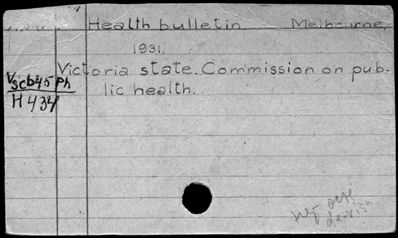 Health bulletin. Melbourne,
1931.
Victoria state. Commission on pub-
lic health.
Scb45 Ph
H434